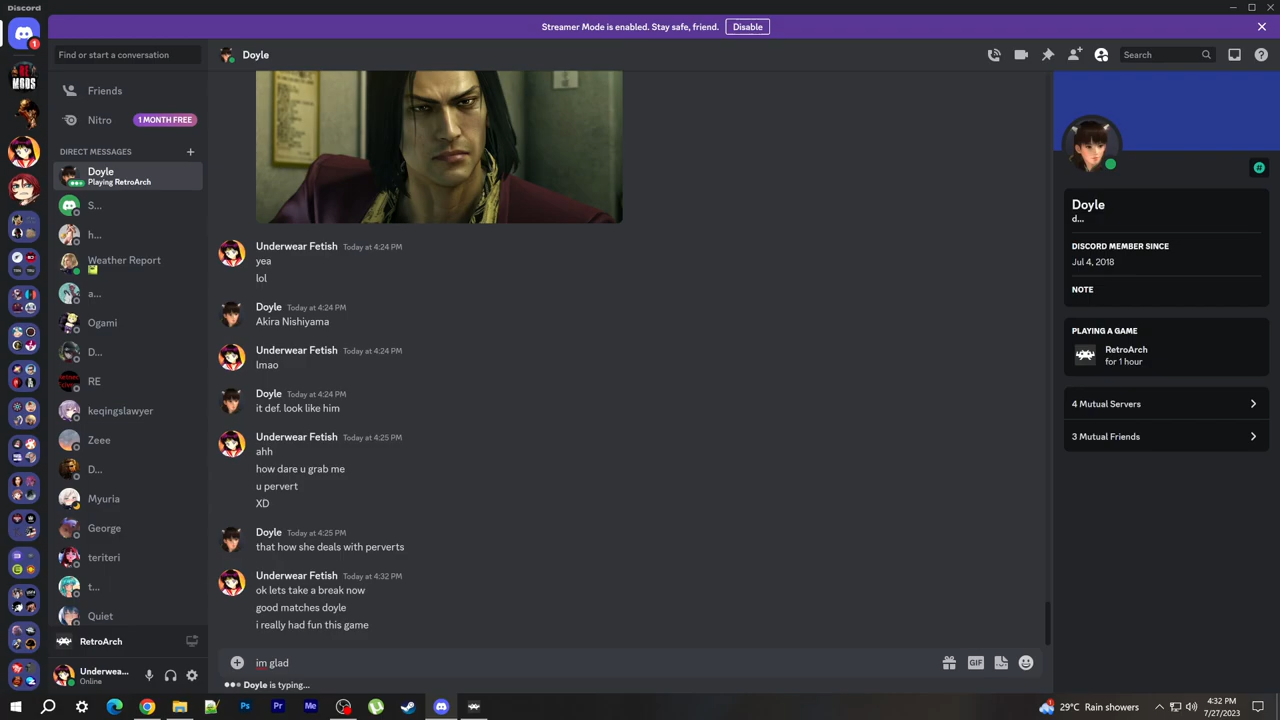 Discord
Streamer Mode is enabled. Stay safe, friend.
Disable
1
RE
MODS
Find or start a conversation
Friends
Nitro
1 MONTH FREE
DIRECT MESSAGES
Doyle
Playing RetroArch
S...
h...
Weather Report
a...
Ogami
D...
RE
keqingslawyer
Zeee
D...
Myuria
George
teriteri
t...
Quiet
RetroArch
Underwea...
Online
Doyle
Search
Underwear Fetish Today at 4:24 PM
yea
lol
Doyle Today at 4:24 PM
Akira Nishiyama
Underwear Fetish Today at 4:24 PM
lmao
Doyle Today at 4:24 PM
it def. look like him
Underwear Fetish Today at 4:25 PM
ahh
how dare u grab me
u pervert
XD
Doyle Today at 4:25 PM
that how she deals with perverts
Underwear Fetish Today at 4:32 PM
ok lets take a break now
good matches doyle
i really had fun this game
im glad
GIF
Doyle is typing...
Doyle
d...
DISCORD MEMBER SINCE
Jul 4, 2018
NOTE
PLAYING A GAME
RetroArch
for 1 hour
4 Mutual Servers
3 Mutual Friends
Ps
Pr
Me
29°C Rain showers
4:32 PM
7/27/2023